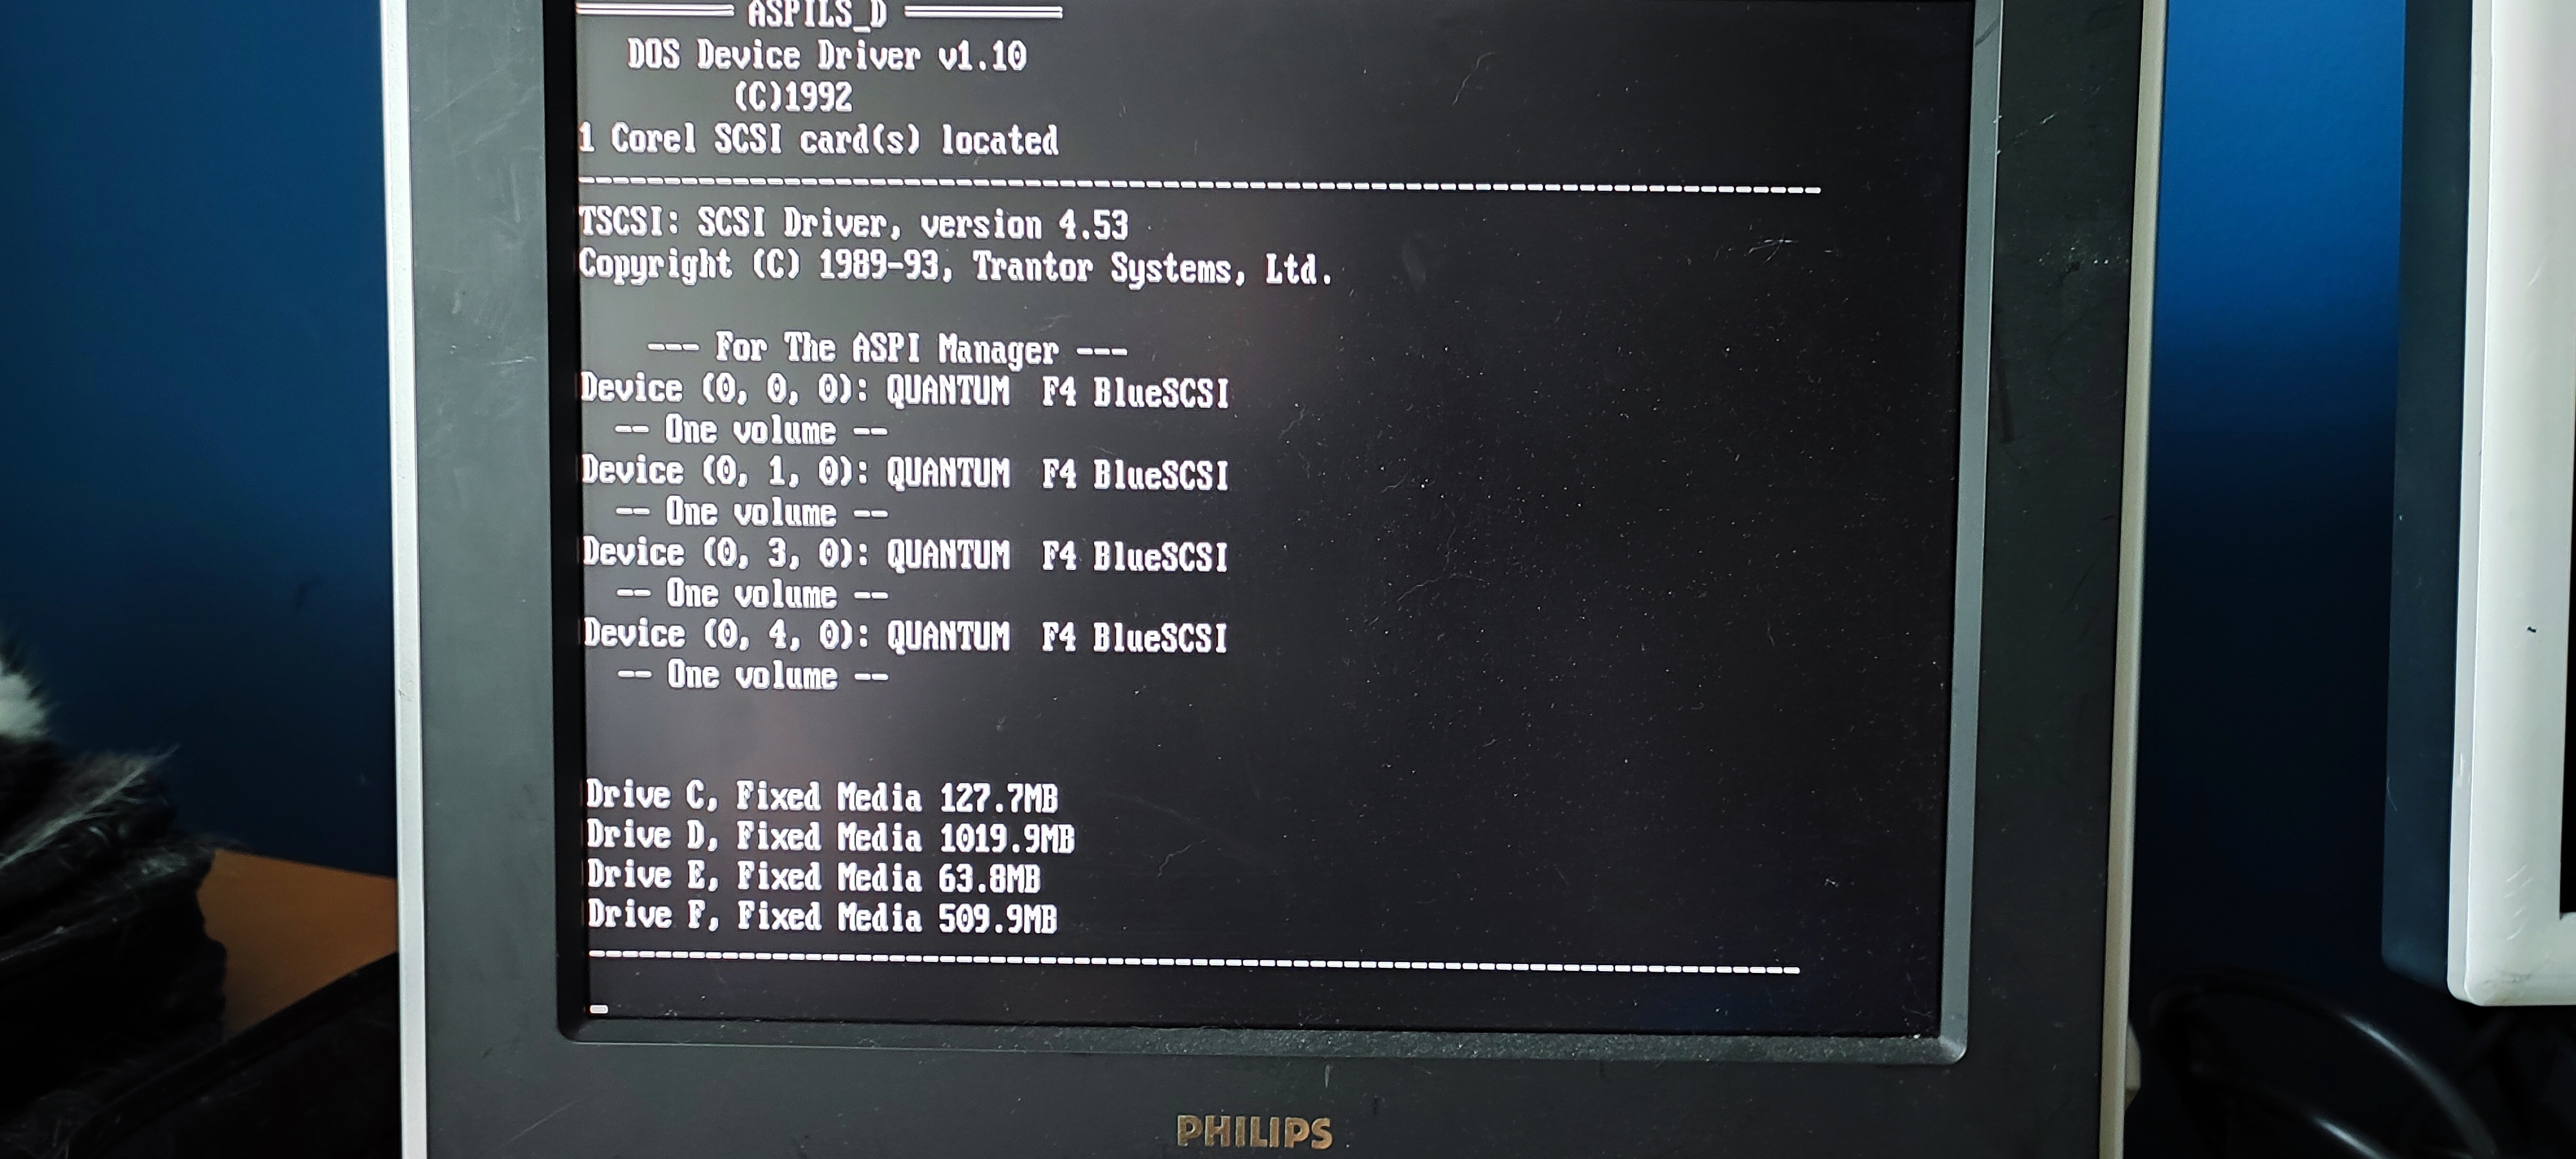 ASPILS_D
DOS Device Driver v1.10
(C)1992
1 Corel SCSI card(s) located
--------------------------------------------------------------------------
TSCSI: SCSI Driver, version 4.53
Copyright (C) 1989-93, Trantor Systems, Ltd.
--- For The ASPI Manager ---
Device (0, 0, 0): QUANTUM  F4 BlueSCSI
-- One volume --
Device (0, 1, 0): QUANTUM  F4 BlueSCSI
-- One volume --
Device (0, 3, 0): QUANTUM  F4 BlueSCSI
-- One volume --
Device (0, 4, 0): QUANTUM  F4 BlueSCSI
-- One volume --
Drive C, Fixed Media 127.7MB
Drive D, Fixed Media 1019.9MB
Drive E, Fixed Media 63.8MB
Drive F, Fixed Media 509.9MB
--------------------------------------------------------------------------
PHILIPS